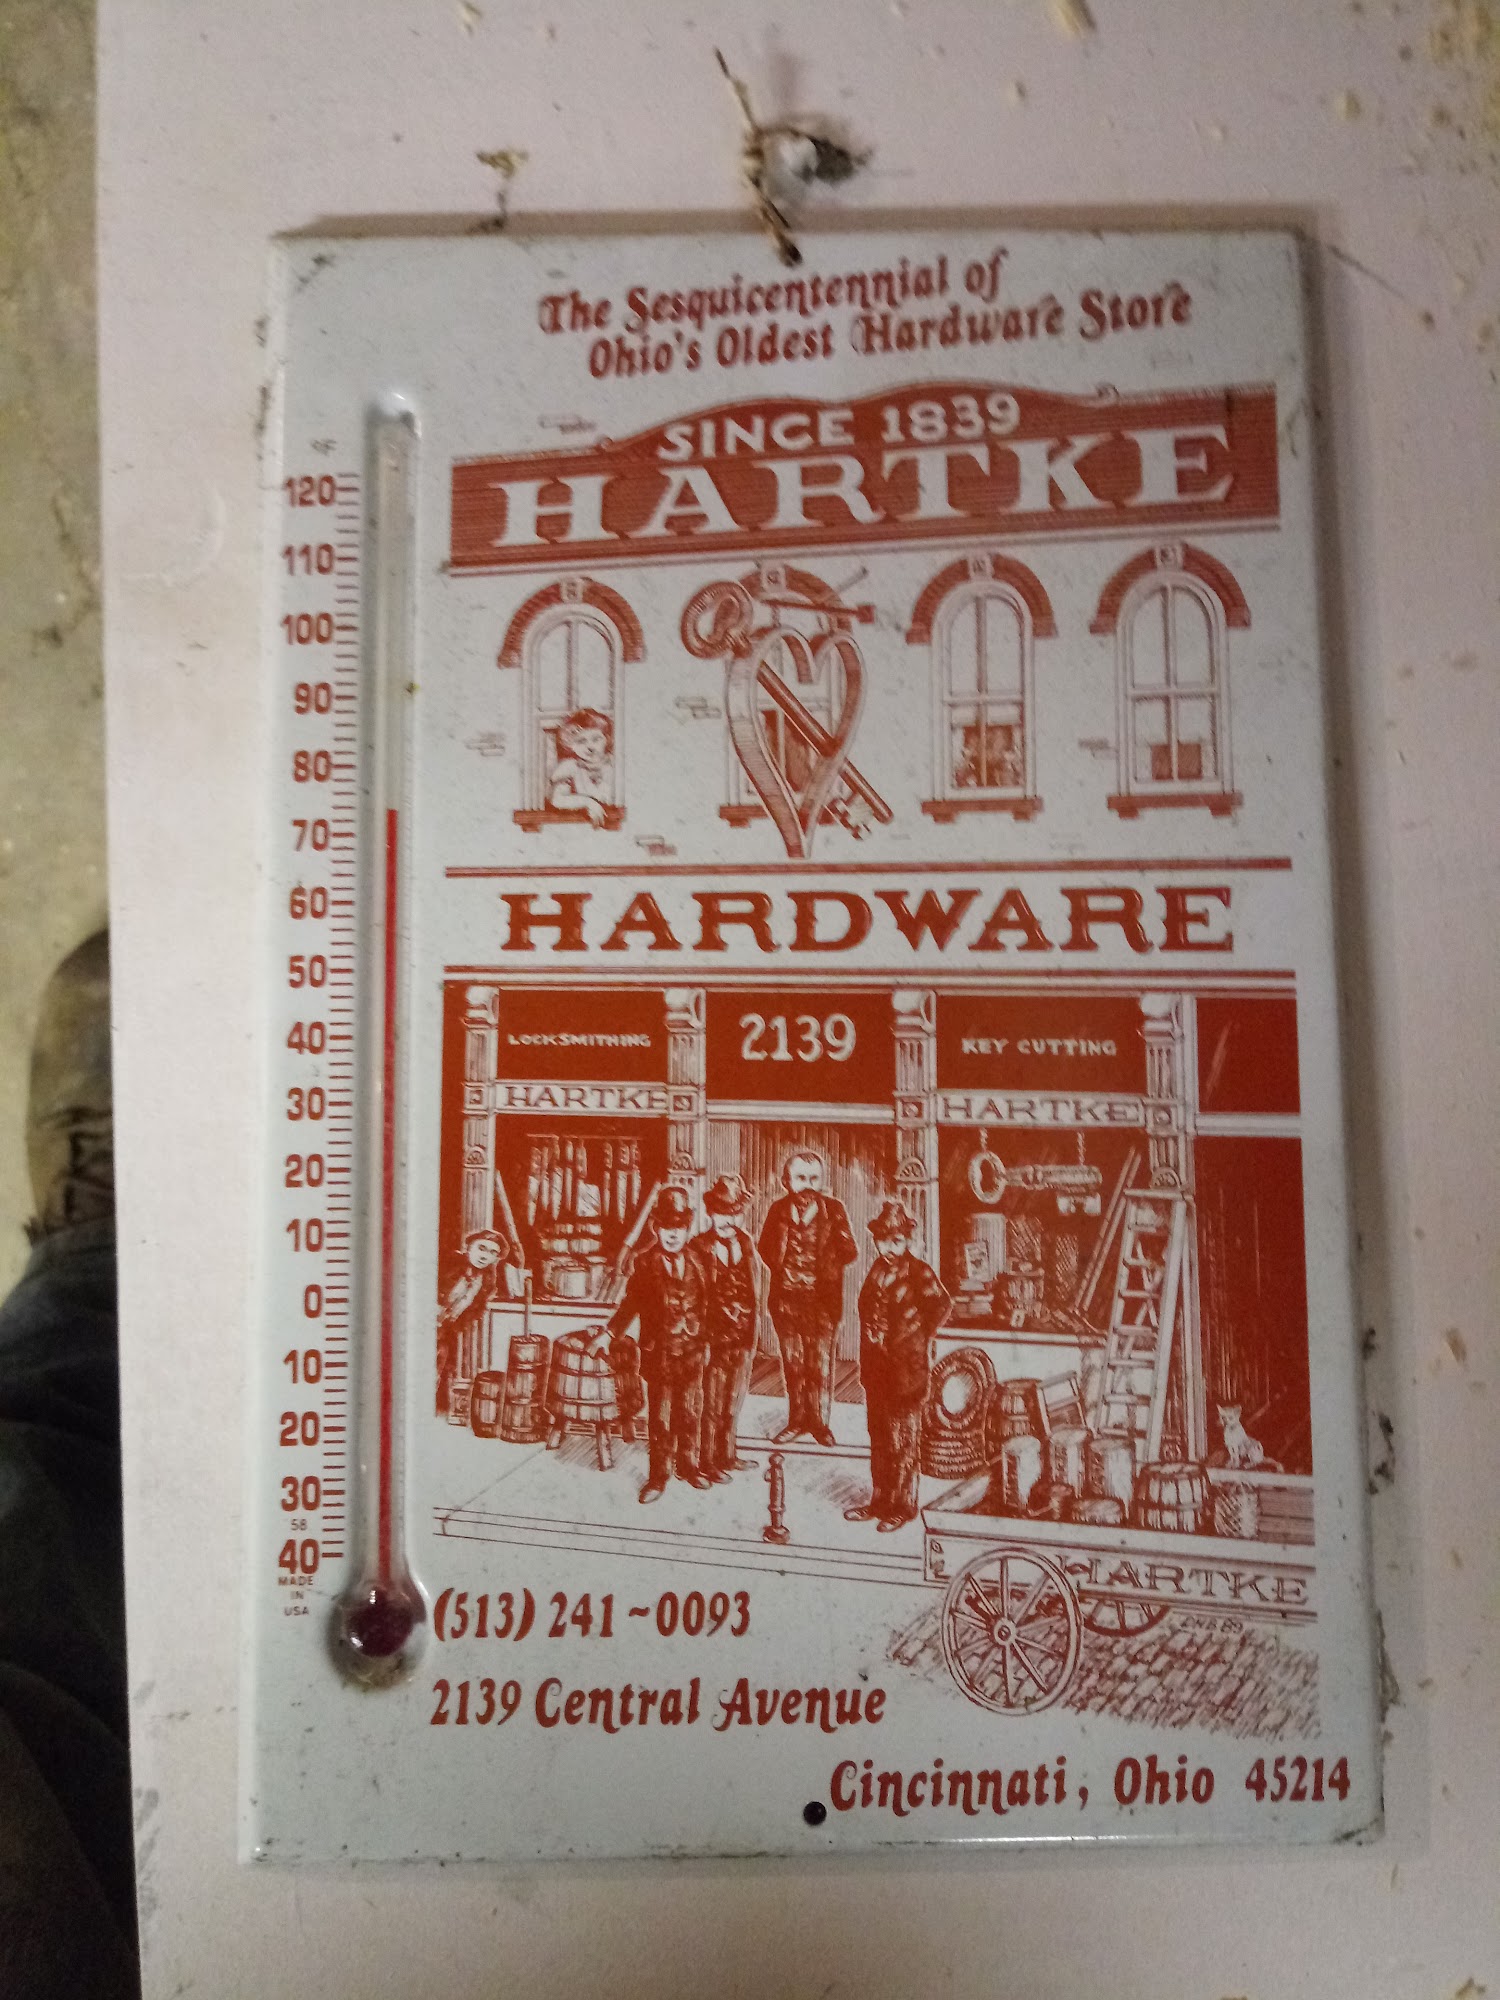 The Sesquicentennial of
Ohio's Oldest Hardware Store
SINCE 1839
HARTKE
°F
120
110
100
90
80
70
60
50
40
30
20
10
0
10
20
30
58
40
MADE
IN
USA
HARDWARE
LOCKSMITHING
2139
KEY CUTTING
HARTKE
HARTKE
HARTKE
(513) 241~0093
2139 Central Avenue
Cincinnati, Ohio 45214